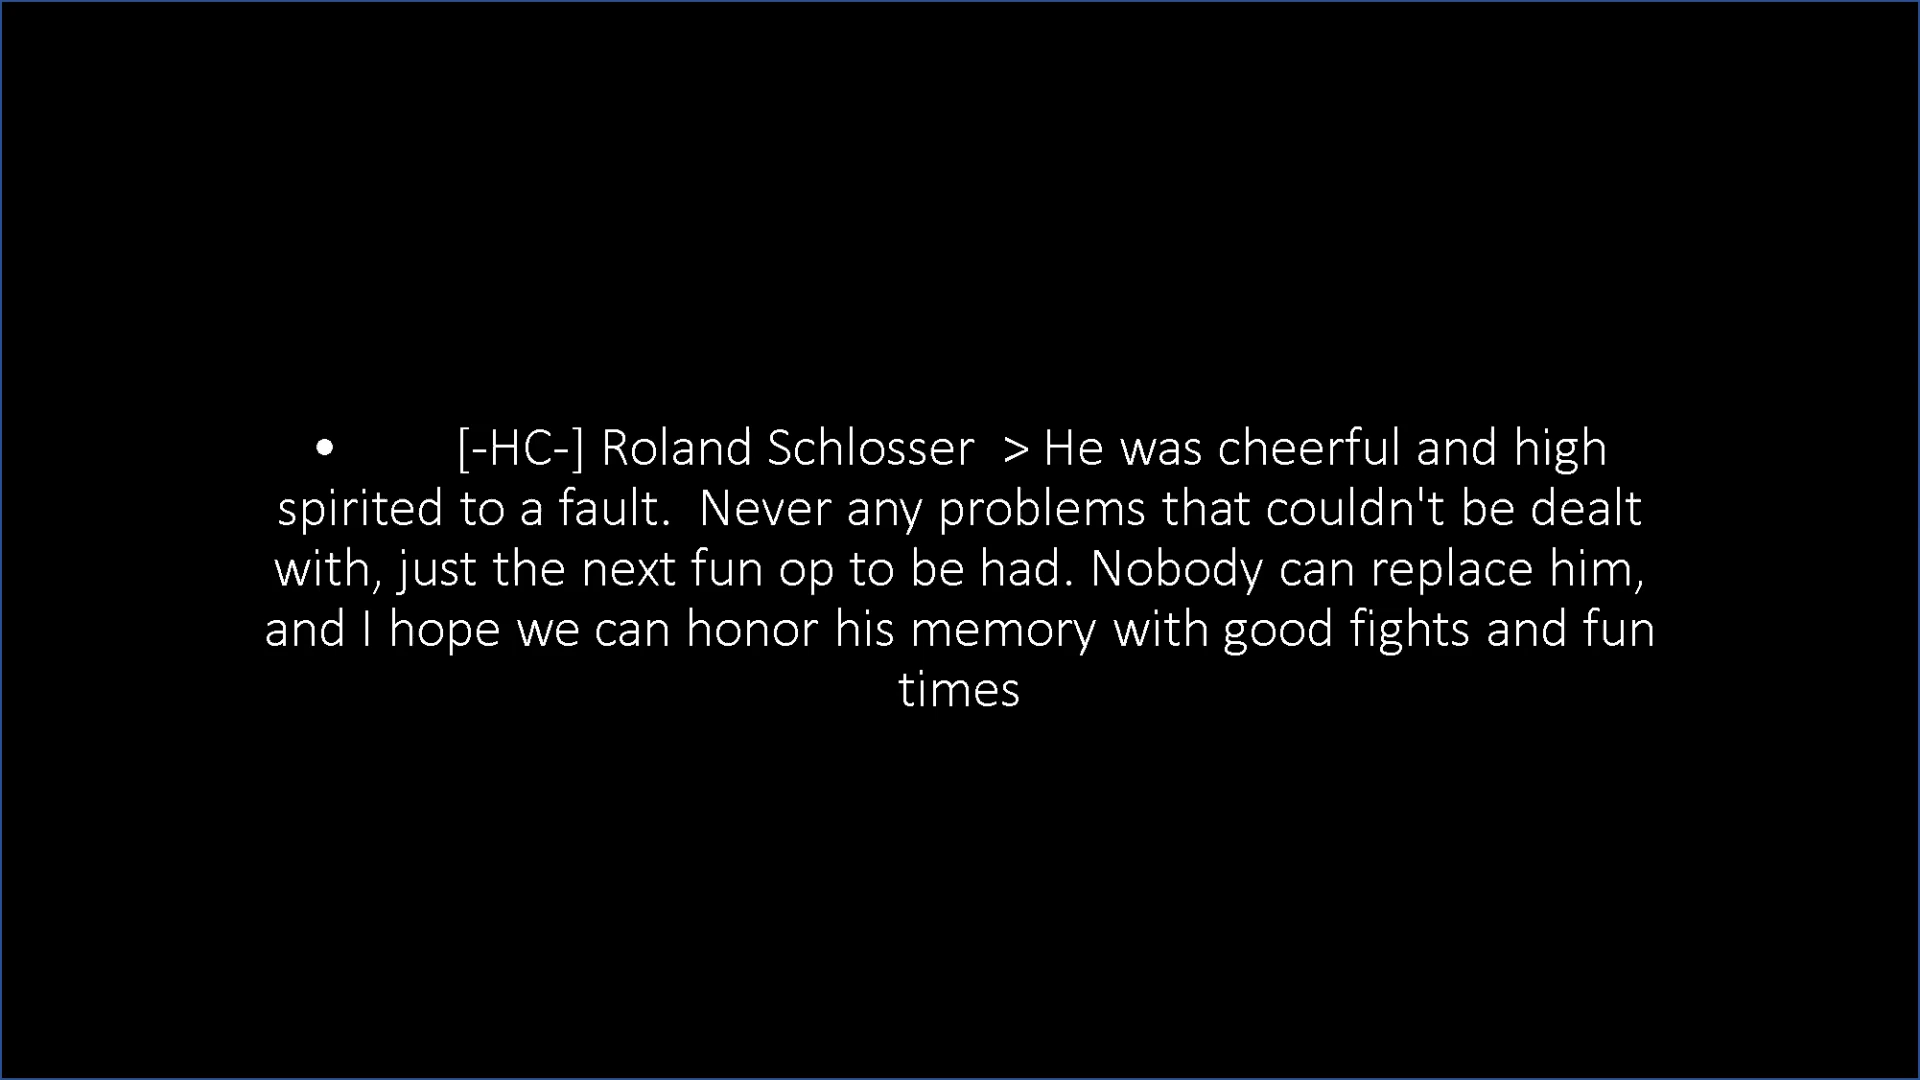 •	[-HC-] Roland Schlosser  > He was cheerful and high
spirited to a fault.  Never any problems that couldn't be dealt
with, just the next fun op to be had. Nobody can replace him,
and I hope we can honor his memory with good fights and fun
times